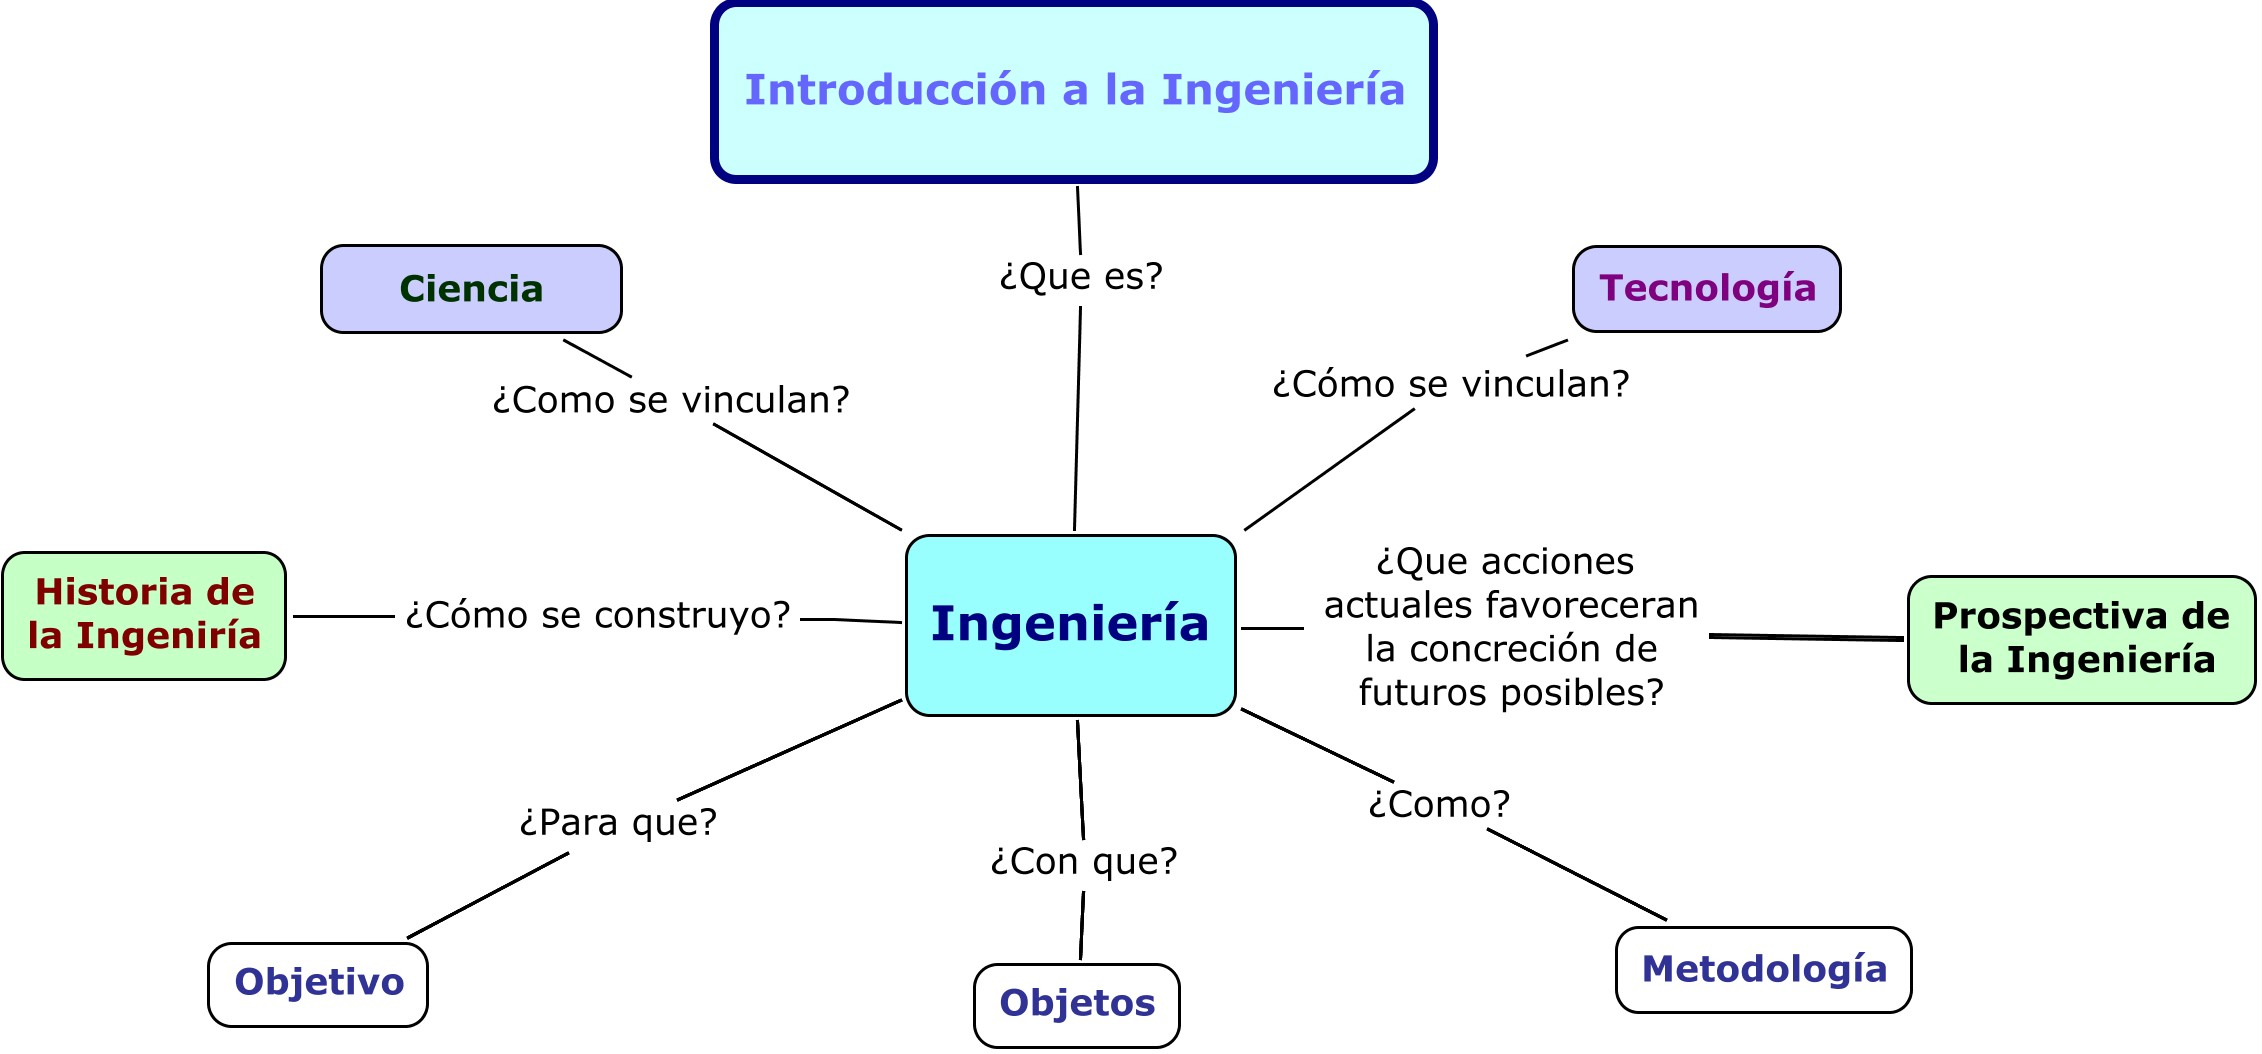 Introducción a la Ingeniería
¿Que es?
Ciencia
Tecnología
¿Como se vinculan?
¿Cómo se vinculan?
Historia de
la Ingeniría
¿Cómo se construyo?
Ingeniería
¿Que acciones
actuales favoreceran
la concreción de
futuros posibles?
Prospectiva de
la Ingeniería
¿Para que?
¿Con que?
¿Como?
Objetivo
Objetos
Metodología